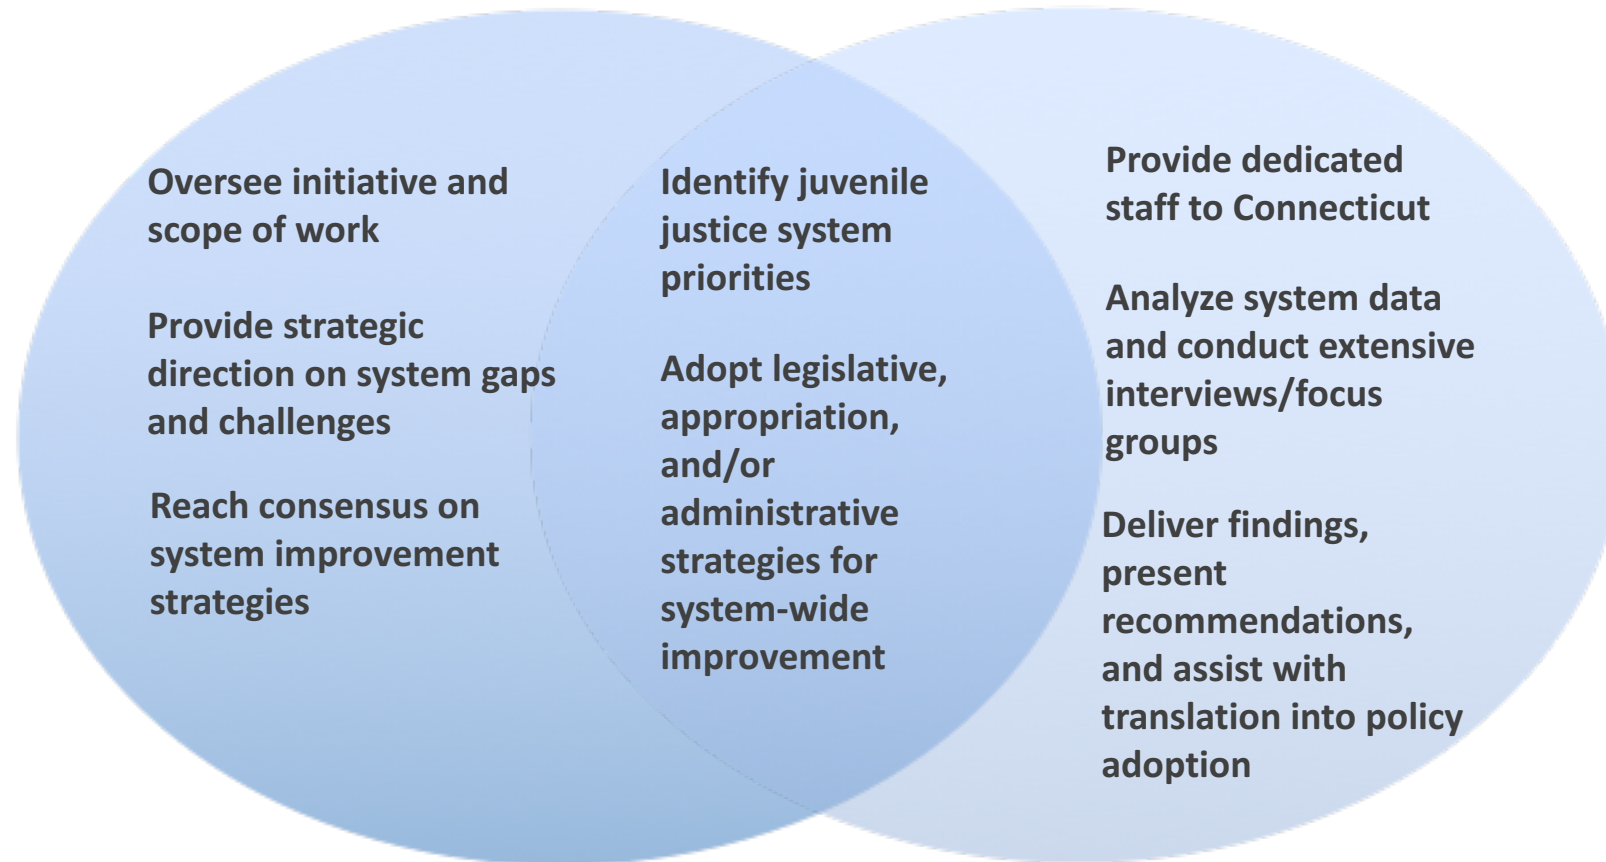 Oversee initiative and
scope of work
Provide strategic
direction on system gaps
and challenges
Reach consensus on
system improvement
strategies
Identify juvenile
justice system
priorities
Adopt legislative,
appropriation,
and/or
administrative
strategies for
system-wide
improvement
Provide dedicated
staff to Connecticut
Analyze system data
and conduct extensive
interviews/focus
groups
Deliver findings,
present
recommendations,
and assist with
translation into policy
adoption